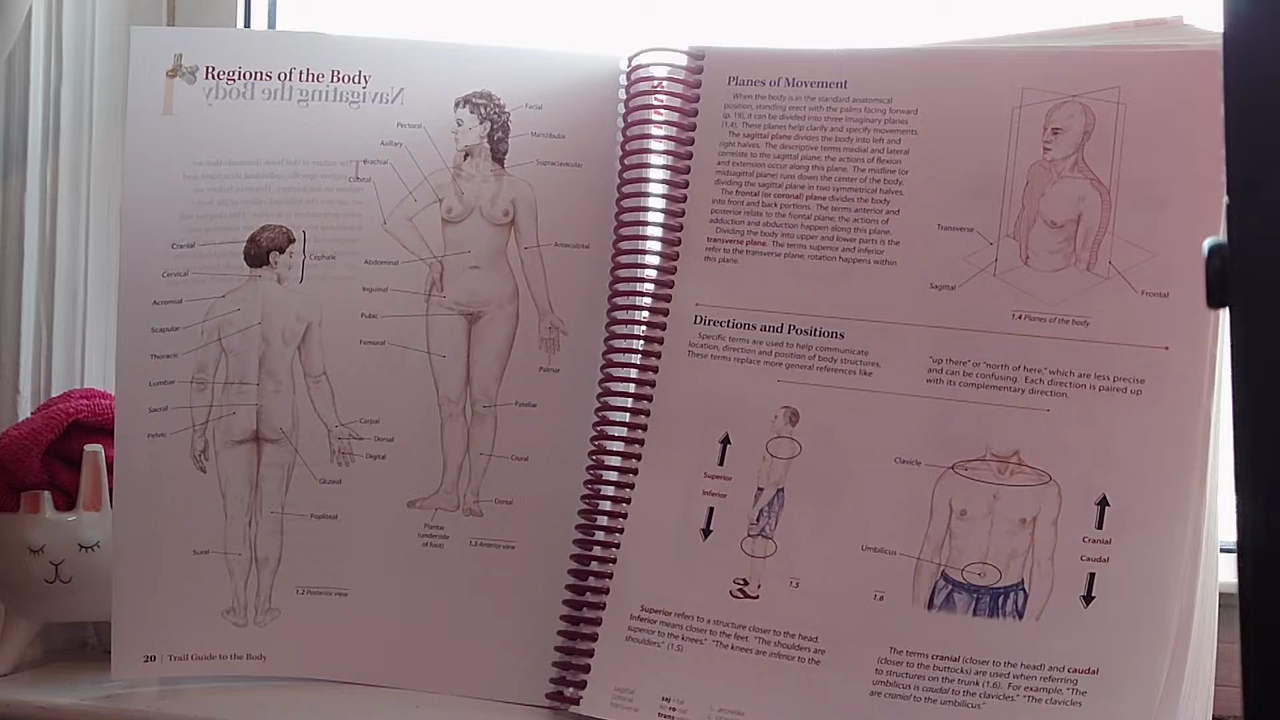 Regions of the Body
Navigating the Body
Facial
Pectoral
Mandibular
Axillary
Brachial
Supraclavicular
Cubital
Cranial
Cephalic
Antecubital
Cervical
Abdominal
Acromial
Inguinal
Scapular
Pubic
Thoracic
Femoral
Palmar
Lumbar
Sacral
Patellar
Pelvic
Carpal
Dorsal
Digital
Crural
Gluteal
Dorsal
Popliteal
Plantar
(underside
of foot)
1.3 Anterior view
Sural
1.2 Posterior view
20 | Trail Guide to the Body
Planes of Movement
When the body is in the standard anatomical
position, standing erect with the palms facing forward
(p. 19), it can be divided into three imaginary planes
(1.4). These planes help clarify and specify movements.
The sagittal plane divides the body into left and
right halves. The descriptive terms medial and lateral
correlate to the sagittal plane; the actions of flexion
and extension occur along this plane. The midline (or
midsagittal plane) runs down the center of the body,
dividing the sagittal plane in two symmetrical halves.
The frontal (or coronal) plane divides the body
into front and back portions. The terms anterior and
posterior relate to the frontal plane; the actions of
adduction and abduction happen along this plane.
Dividing the body into upper and lower parts is the
transverse plane. The terms superior and inferior
refer to the transverse plane; rotation happens within
this plane.
Transverse
Sagittal
Frontal
1.4 Planes of the body
Directions and Positions
Specific terms are used to help communicate
location, direction and position of body structures.
These terms replace more general references like
"up there" or "north of here," which are less precise
and can be confusing. Each direction is paired up
with its complementary direction.
Superior
Inferior
1.5
Clavicle
Umbilicus
Cranial
Caudal
1.6
Superior refers to a structure closer to the head.
Inferior means closer to the feet. "The shoulders are
superior to the knees." "The knees are inferior to the
shoulders." (1.5)
The terms cranial (closer to the head) and caudal
(closer to the buttocks) are used when referring
to structures on the trunk (1.6). For example, "The
umbilicus is caudal to the clavicles." "The clavicles
are cranial to the umbilicus."
sagittal
coronal
transverse